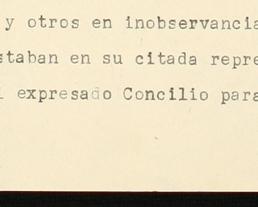 y otros en inobservancia
staban en su citada repre
l expresado Concilio para